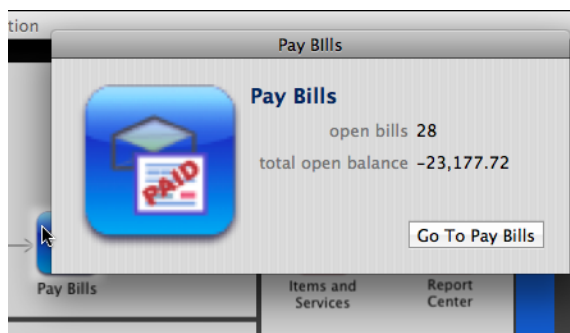 tion
Pay BIlls
Pay Bills
open bills 28
total open balance -23,177.72
PAID
Go To Pay Bills
Pay Bills
Items and
Services
Report
Center